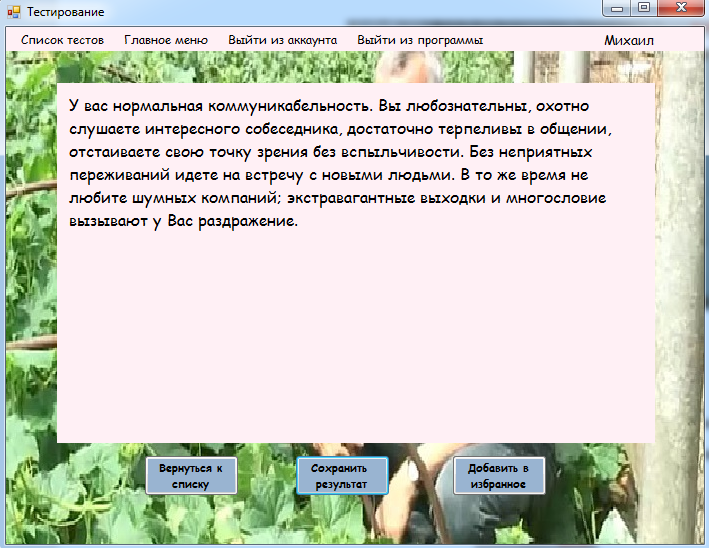 Тестирование
Список тестов Главное меню Выйти из аккаунта Выйти из программы Михаил
У вас нормальная коммуникабельность. Вы любознательны, охотно
слушаете интересного собеседника, достаточно терпеливы в общении,
отстаиваете свою точку зрения без вспыльчивости. Без неприятных
переживаний идете на встречу с новыми людьми. В то же время не
любите шумных компаний; экстравагантные выходки и многословие
вызывают у Вас раздражение.
Вернуться к
списку
Сохранить
результат
Добавить в
избранное